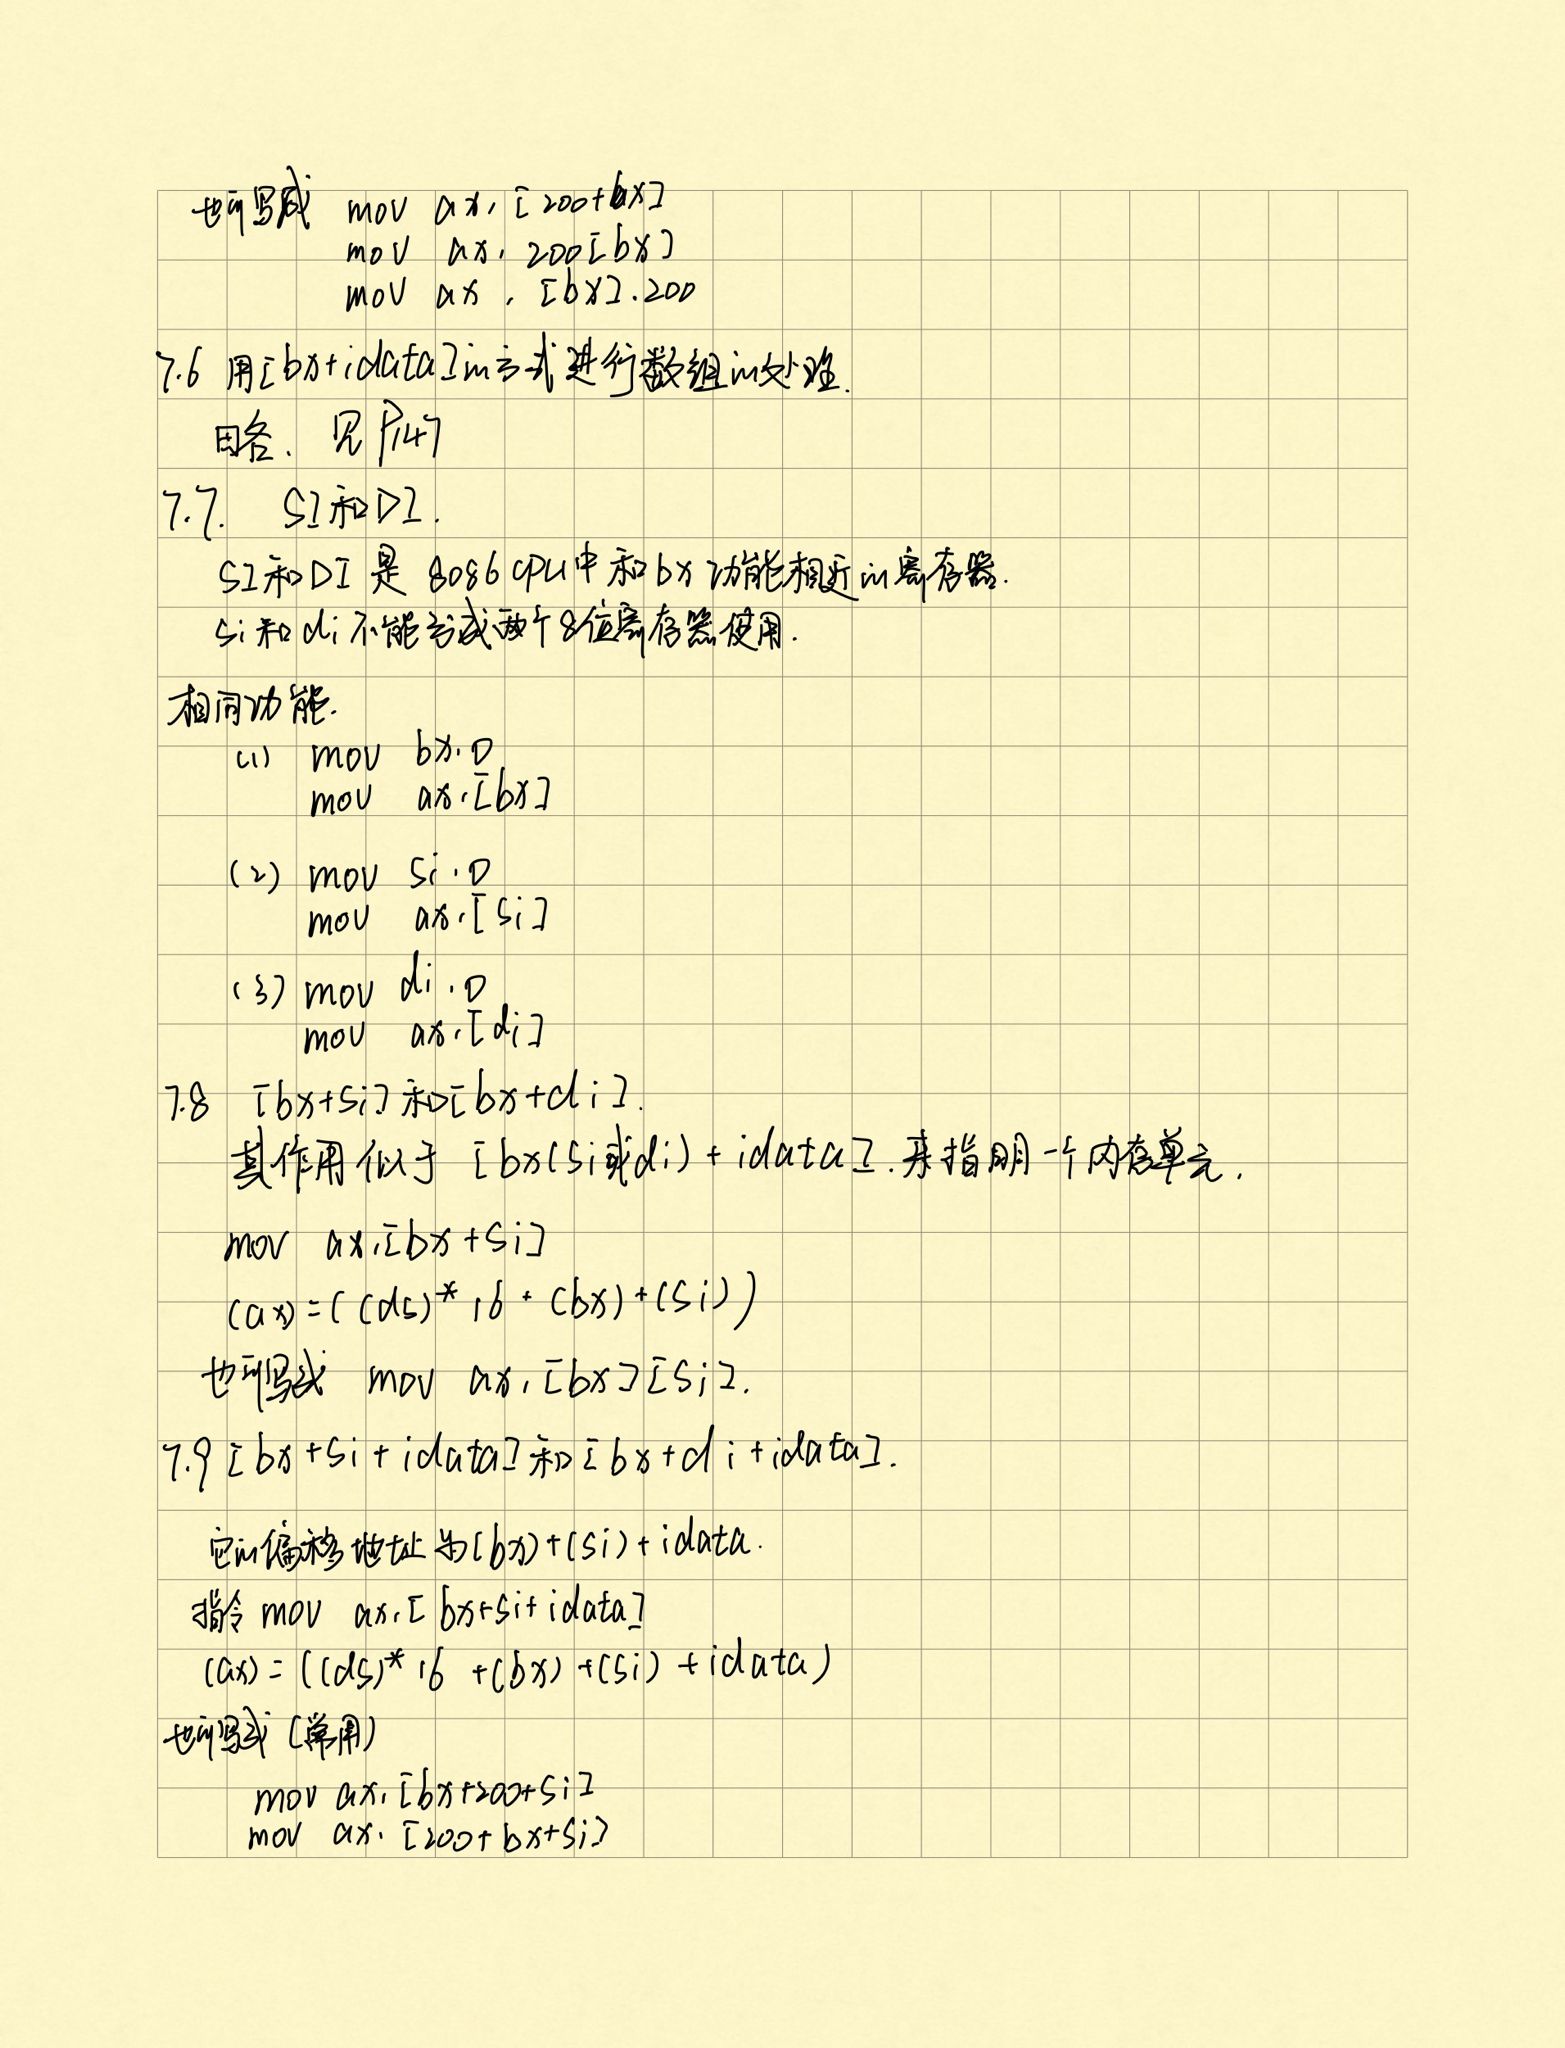 也可写成 mov ax, [200+bx]
mov ax, 200[bx]
mov ax, [bx].200
7.6 用[bx+idata]的方式进行数组的处理.
略. 见P147
7.7. SI和DI.
SI和DI 是 8086 cpu中和bx功能相近的寄存器.
si和di不能分成两个8位寄存器使用.
相同功能.
(1) mov bx,0
mov ax,[bx]
(2) mov si,0
mov ax,[si]
(3) mov di,0
mov ax,[di]
7.8 [bx+si]和[bx+di].
其作用似于 [bx(si或di)+idata]. 来指明一个内存单元.
mov ax,[bx+si]
(ax)=((ds)*16+(bx)+(si))
也可写成 mov ax,[bx][si].
7.9 [bx+si+idata]和[bx+di+idata].
它的偏移地址为(bx)+(si)+idata.
指令 mov ax,[bx+si+idata]
(ax)=((ds)*16+(bx)+(si)+idata)
也可写成 (常用)
mov ax,[bx+200+si]
mov ax,[200+bx+si]